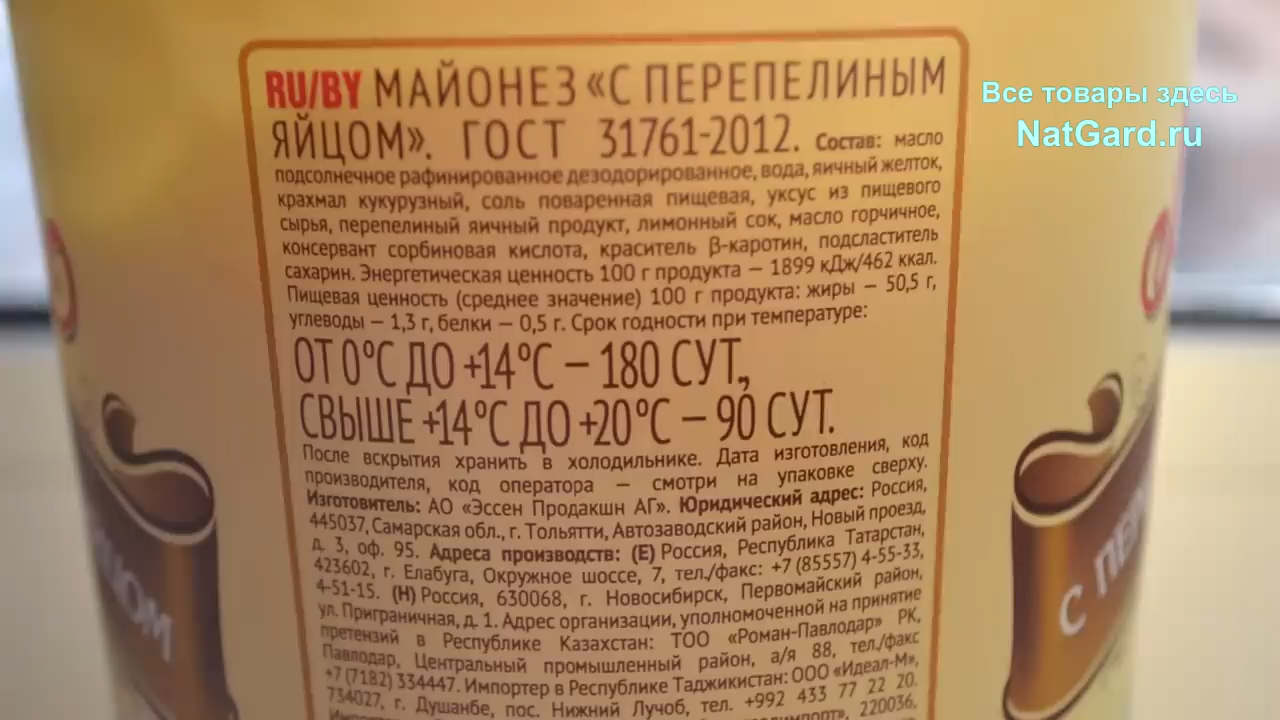 RU/BY МАЙОНЕЗ «С ПЕРЕПЕЛИНЫМ
ЯЙЦОМ». ГОСТ 31761-2012. Состав: масло
подсолнечное рафинированное дезодорированное, вода, яичный желток,
крахмал кукурузный, соль поваренная пищевая, уксус из пищевого
сырья, перепелиный яичный продукт, лимонный сок, масло горчичное,
консервант сорбиновая кислота, краситель β-каротин, подсластитель
сахарин. Энергетическая ценность 100 г продукта — 1899 кДж/462 ккал.
Пищевая ценность (среднее значение) 100 г продукта: жиры — 50,5 г,
углеводы — 1,3 г, белки — 0,5 г. Срок годности при температуре:
ОТ 0°С ДО +14°С — 180 СУТ,
СВЫШЕ +14°С ДО +20°С — 90 СУТ.
После вскрытия хранить в холодильнике. Дата изготовления, код
производителя, код оператора — смотри на упаковке сверху.
Изготовитель: АО «Эссен Продакшн АГ». Юридический адрес: Россия,
445037, Самарская обл., г. Тольятти, Автозаводский район, Новый проезд,
д. 3, оф. 95. Адреса производств: (Е) Россия, Республика Татарстан,
423602, г. Елабуга, Окружное шоссе, 7, тел./факс: +7 (85557) 4-55-33,
4-51-15. (Н) Россия, 630068, г. Новосибирск, Первомайский район,
ул. Приграничная, д. 1. Адрес организации, уполномоченной на принятие
претензий в Республике Казахстан: ТОО «Роман-Павлодар» РК,
Павлодар, Центральный промышленный район, а/я 88, тел./факс
+7 (7182) 334447. Импортер в Республике Таджикистан: ООО «Идеал-М»,
734027, г. Душанбе, пос. Нижний Лучоб, тел. +992 433 77 22 20.
220036,
Все товары здесь
NatGard.ru
С